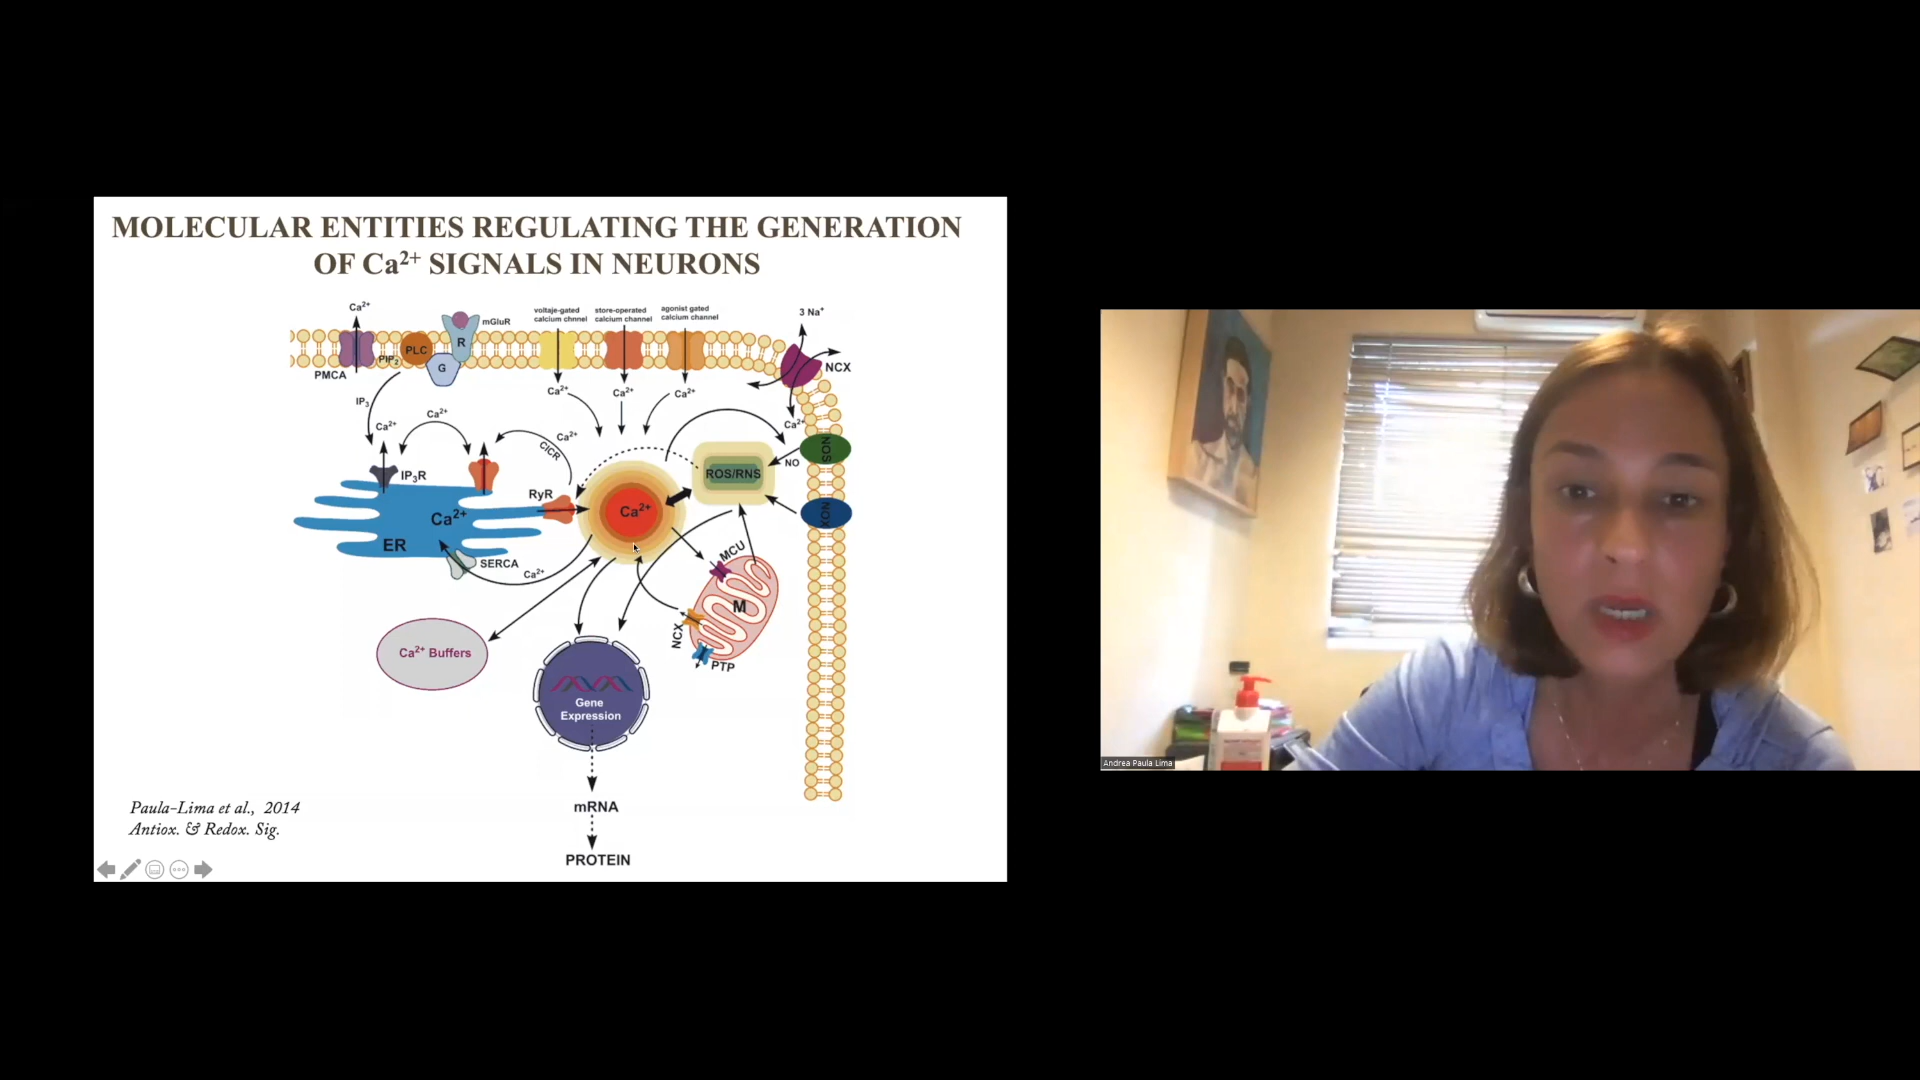 MOLECULAR ENTITIES REGULATING THE GENERATION
OF Ca²⁺ SIGNALS IN NEURONS
Ca²⁺
mGluR
voltaje-gated
calcium chnnel
store-operated
calcium channel
agonist gated
calcium channel
3 Na⁺
R
PLC
PIP₂
G
PMCA
NCX
IP₃
Ca²⁺
Ca²⁺
Ca²⁺
Ca²⁺
Ca²⁺
Ca²⁺
Ca²⁺
Ca²⁺
CICR
NOS
NO
IP₃R
ROS/RNS
RyR
Ca²⁺
Ca²⁺
NOX
ER
SERCA
Ca²⁺
MCU
M
NCX
PTP
Ca²⁺ Buffers
Gene
Expression
mRNA
PROTEIN
Paula-Lima et al., 2014
Antiox. & Redox. Sig.
Andrea Paula Lima